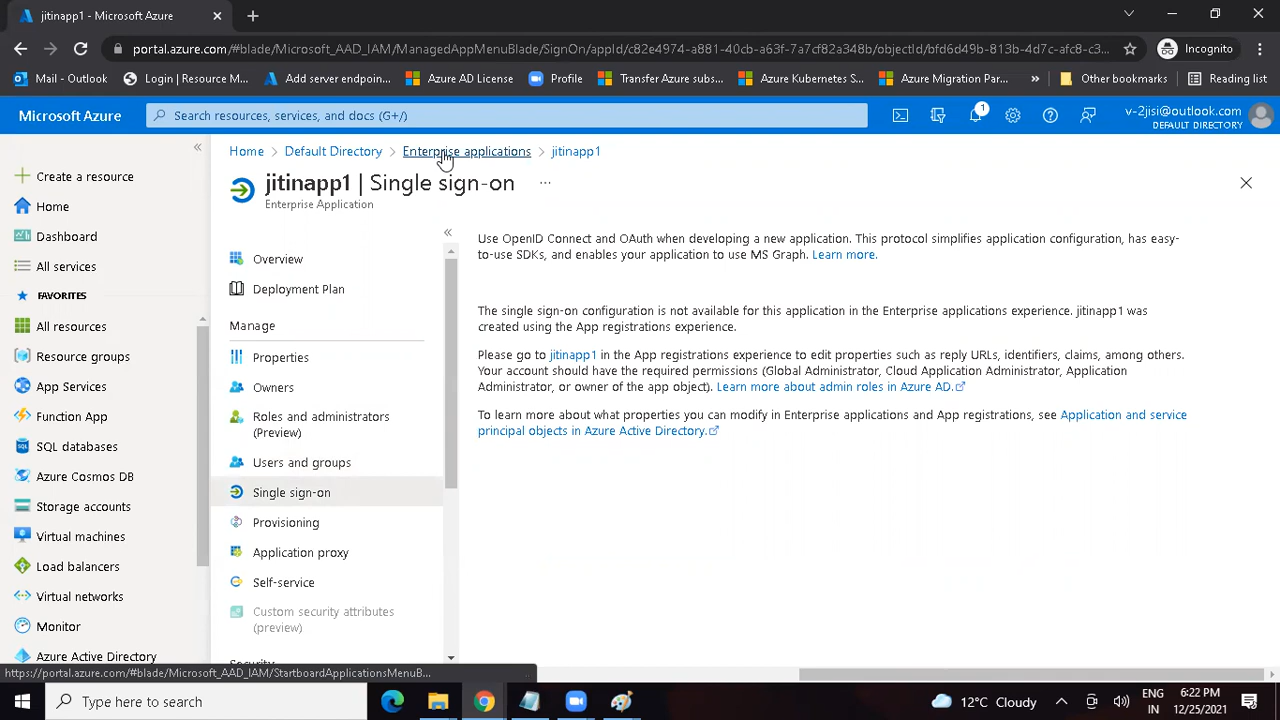 jitinapp1 - Microsoft Azure
portal.azure.com/#blade/Microsoft_AAD_IAM/ManagedAppMenuBlade/SignOn/appId/c82e4974-a881-40cb-a63f-7a7cf82a348b/objectId/bfd6d49b-813b-4d7c-afc8-c3...
Incognito
Mail - Outlook
Login | Resource M...
Add server endpoin...
Azure AD License
Profile
Transfer Azure subs...
Azure Kubernetes S...
Azure Migration Par...
»
Other bookmarks
Reading list
Microsoft Azure
Search resources, services, and docs (G+/)
1
v-2jisi@outlook.com
DEFAULT DIRECTORY
«
Create a resource
Home
Dashboard
All services
FAVORITES
All resources
Resource groups
App Services
Function App
SQL databases
Azure Cosmos DB
Storage accounts
Virtual machines
Load balancers
Virtual networks
Monitor
Azure Active Directory
Home > Default Directory > Enterprise applications > jitinapp1
jitinapp1 | Single sign-on ...
Enterprise Application
«
Overview
Deployment Plan
Manage
Properties
Owners
Roles and administrators
(Preview)
Users and groups
Single sign-on
Provisioning
Application proxy
Self-service
Custom security attributes
(preview)
Security
Use OpenID Connect and OAuth when developing a new application. This protocol simplifies application configuration, has easy-
to-use SDKs, and enables your application to use MS Graph. Learn more.
The single sign-on configuration is not available for this application in the Enterprise applications experience. jitinapp1 was
created using the App registrations experience.
Please go to jitinapp1 in the App registrations experience to edit properties such as reply URLs, identifiers, claims, among others.
Your account should have the required permissions (Global Administrator, Cloud Application Administrator, Application
Administrator, or owner of the app object). Learn more about admin roles in Azure AD.
To learn more about what properties you can modify in Enterprise applications and App registrations, see Application and service
principal objects in Azure Active Directory.
https://portal.azure.com/#blade/Microsoft_AAD_IAM/StartboardApplicationsMenuB...
Type here to search
12°C Cloudy
ENG
IN
6:22 PM
12/25/2021